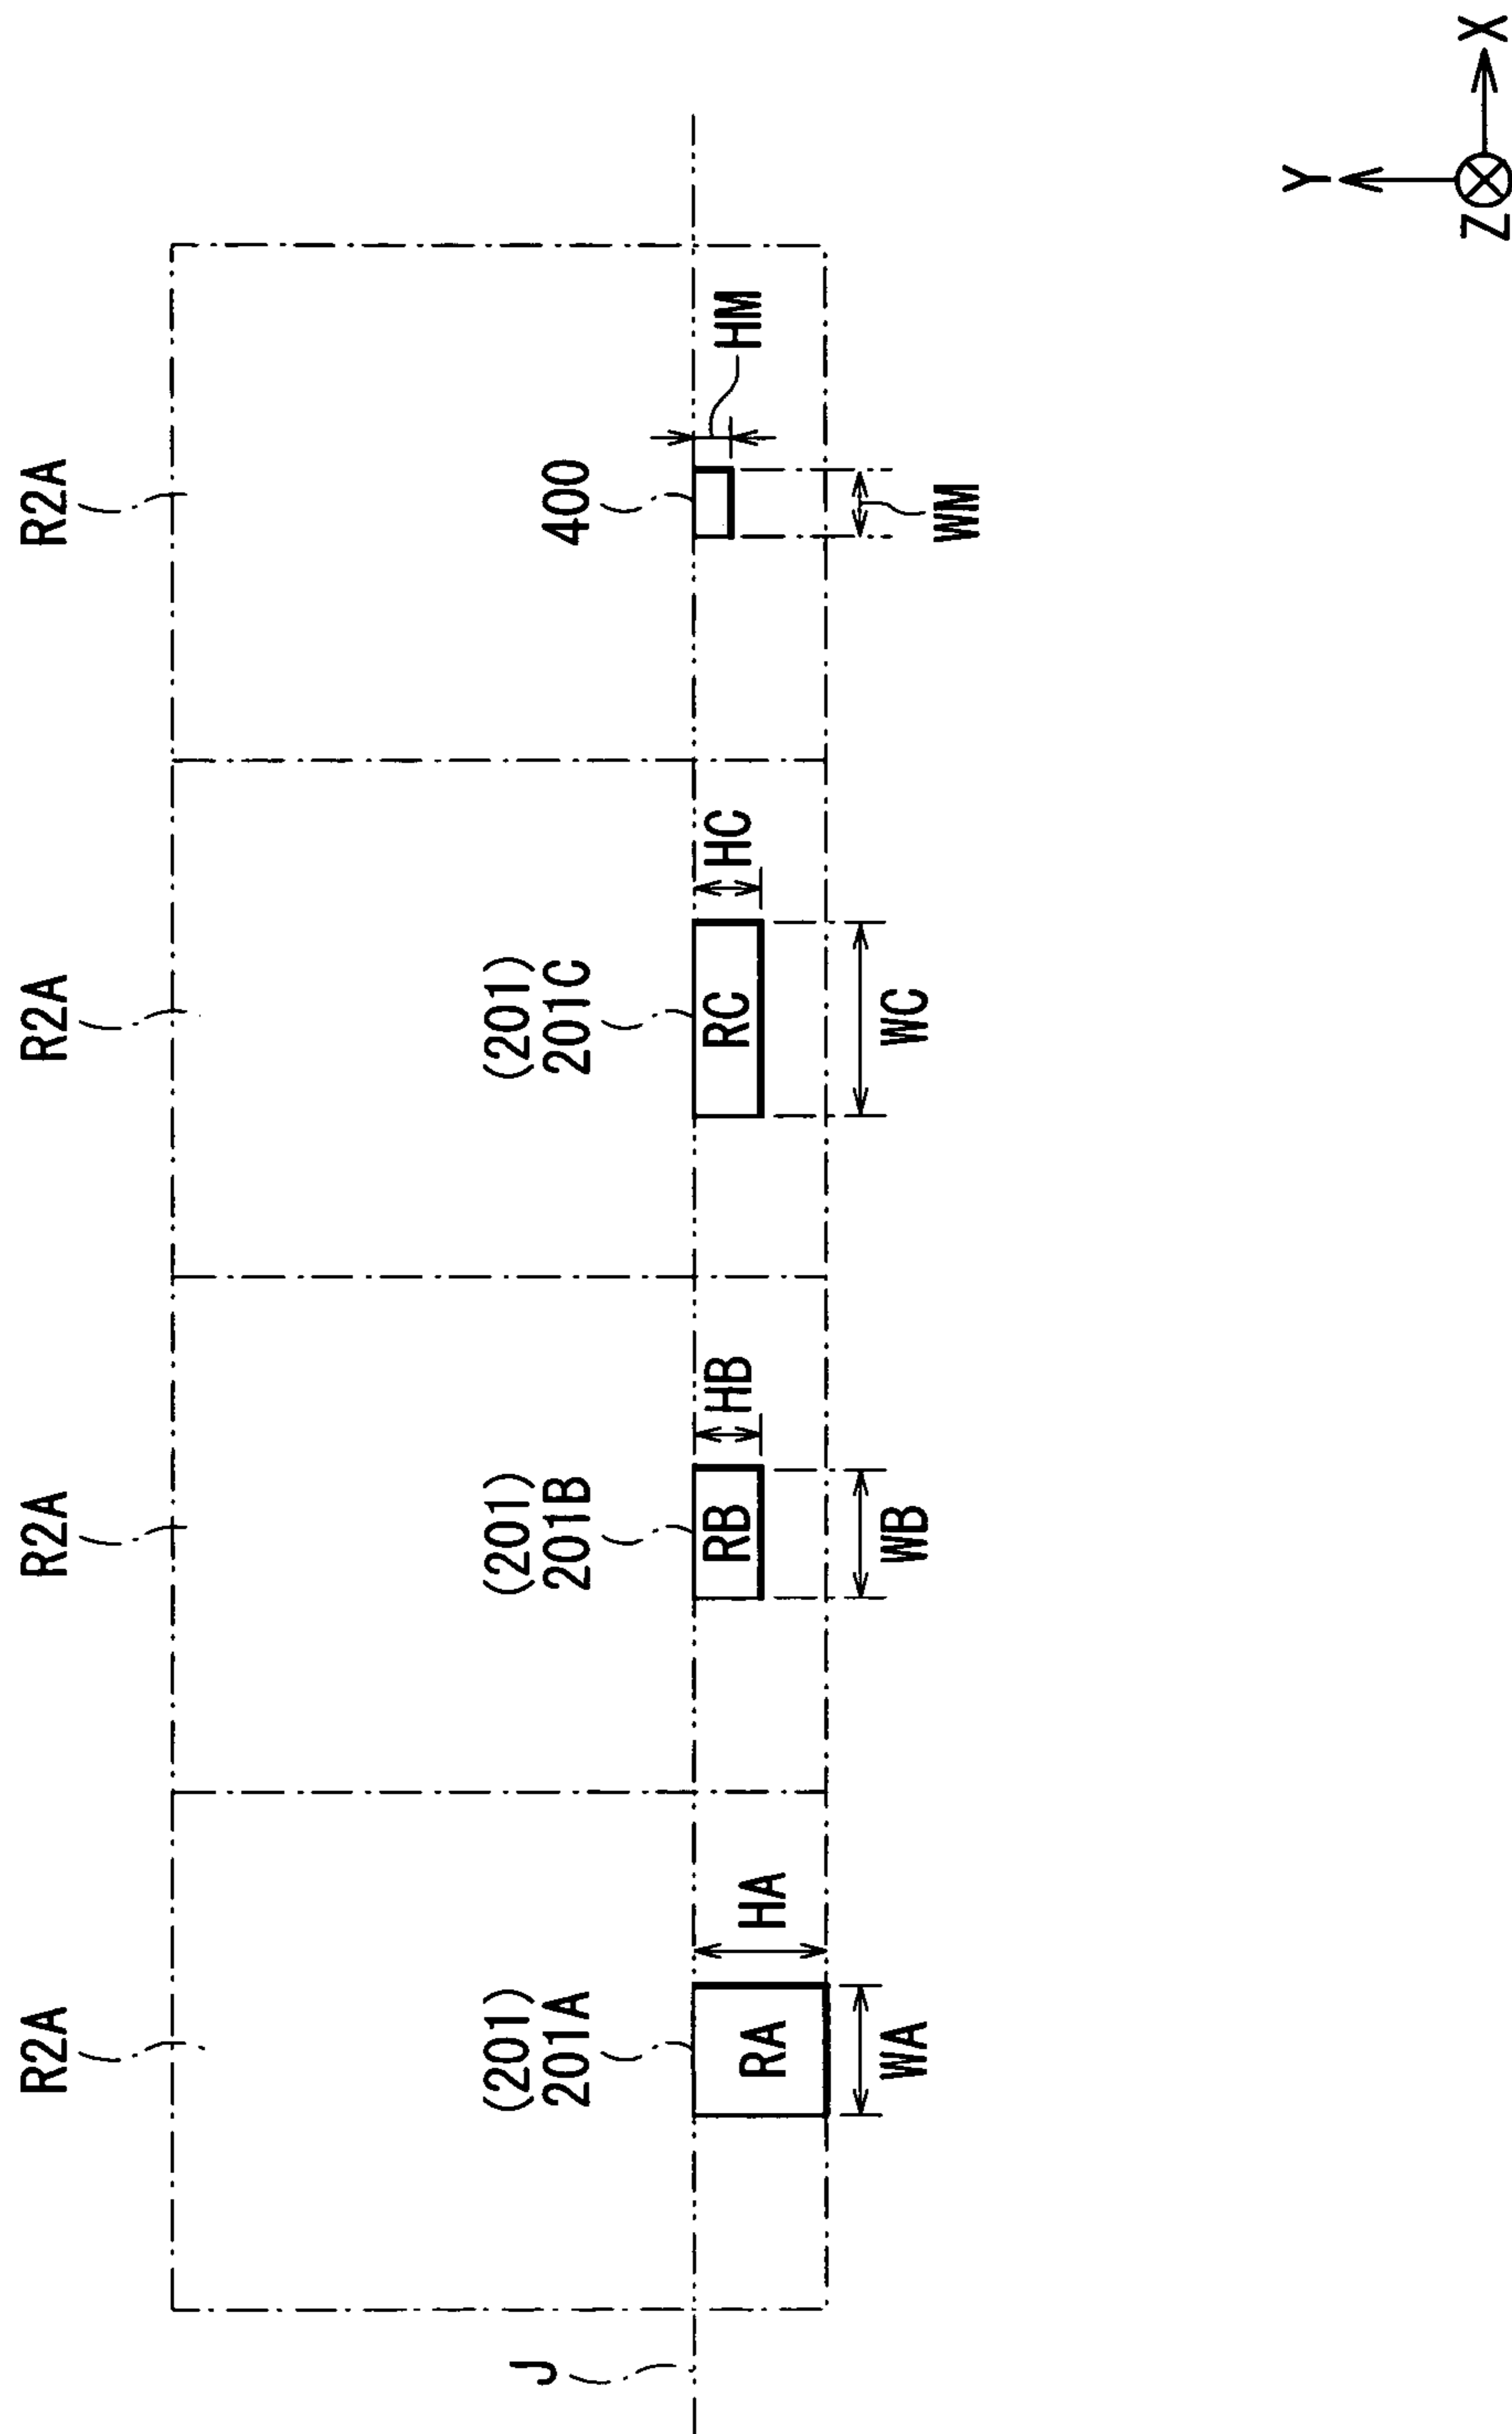 R2A
R2A
R2A
R2A
J
(201)
201A
(201)
201B
(201)
201C
400
RA
HA
RB
HB
RC
HC
HM
WA
WB
WC
WM
Y
Z
X